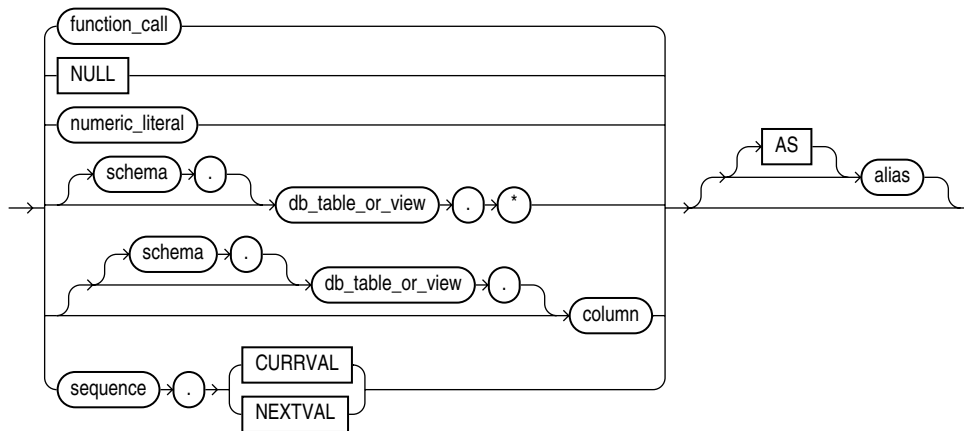 function_call
NULL
numeric_literal
AS
schema .
alias
db_table_or_view . *
schema .
db_table_or_view .
column
CURRVAL
sequence .
NEXTVAL